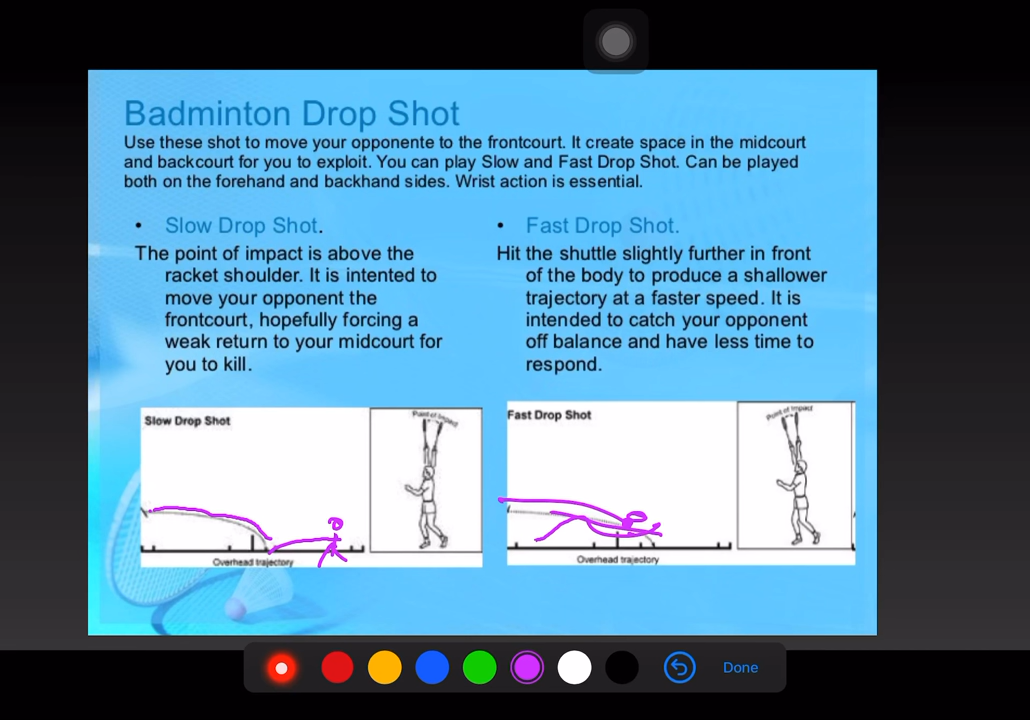 Badminton Drop Shot
Use these shot to move your opponente to the frontcourt. It create space in the midcourt
and backcourt for you to exploit. You can play Slow and Fast Drop Shot. Can be played
both on the forehand and backhand sides. Wrist action is essential.
• Slow Drop Shot.
The point of impact is above the
racket shoulder. It is intented to
move your opponent the
frontcourt, hopefully forcing a
weak return to your midcourt for
you to kill.
• Fast Drop Shot.
Hit the shuttle slightly further in front
of the body to produce a shallower
trajectory at a faster speed. It is
intended to catch your opponent
off balance and have less time to
respond.
Slow Drop Shot
Point of Impact
Overhead trajectory
Fast Drop Shot
Point of Impact
Overhead trajectory
Done